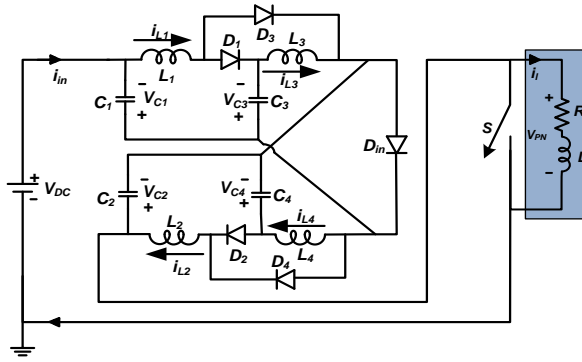 i_L1
D_3
D_1
L_3
i_in
L_1
i_L3
i_l
C_1
−
V_C1
+
−
V_C3
+
C_3
+
R
S
V_PN
L
−
D_in
+
V_DC
−
C_2
−
V_C2
+
−
V_C4
+
C_4
L_2
i_L4
D_2
L_4
i_L2
D_4